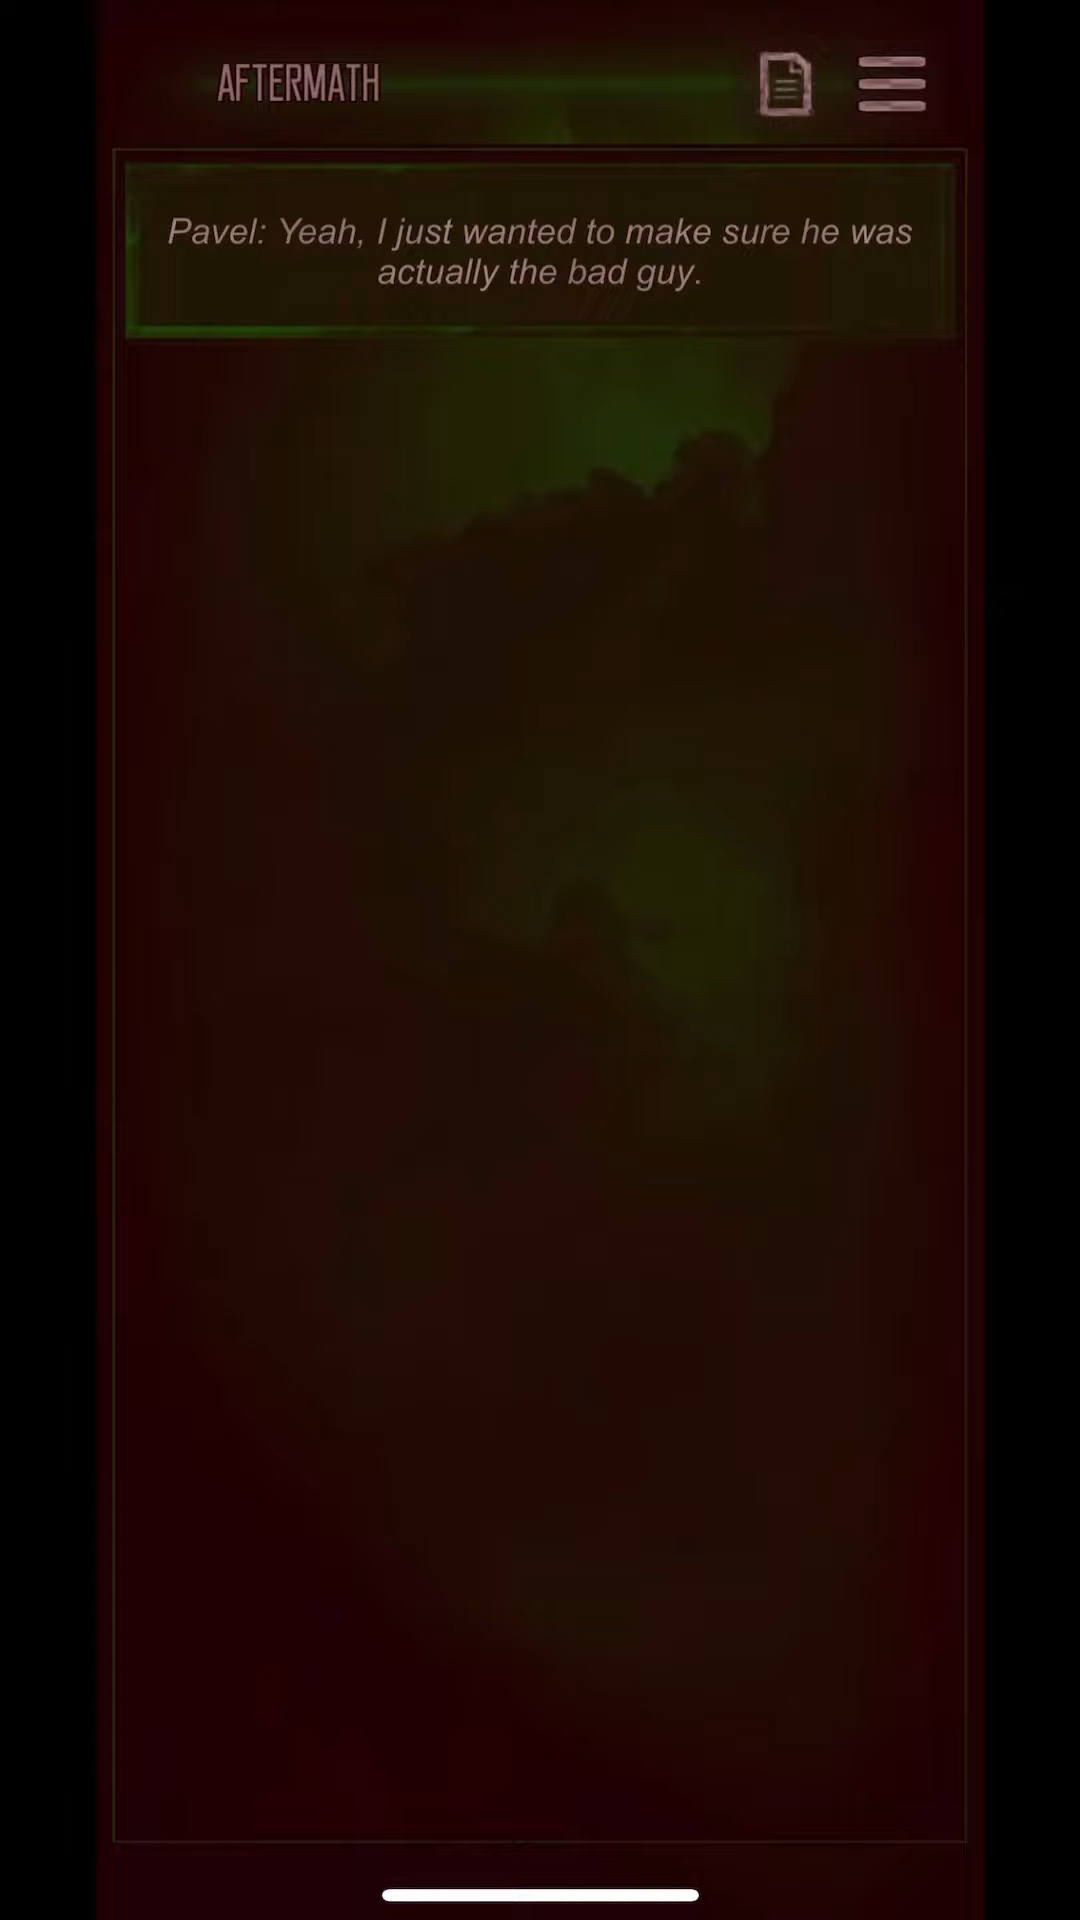 AFTERMATH
Pavel: Yeah, I just wanted to make sure he was
actually the bad guy.